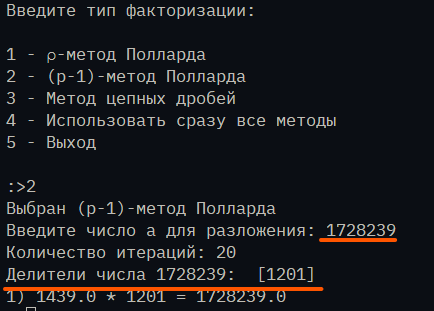 Введите тип факторизации:
1 - ρ-метод Полларда
2 - (p-1)-метод Полларда
3 - Метод цепных дробей
4 - Использовать сразу все методы
5 - Выход
:>2
Выбран (p-1)-метод Полларда
Введите число a для разложения: 1728239
Количество итераций: 20
Делители числа 1728239:  [1201]
1) 1439.0 * 1201 = 1728239.0